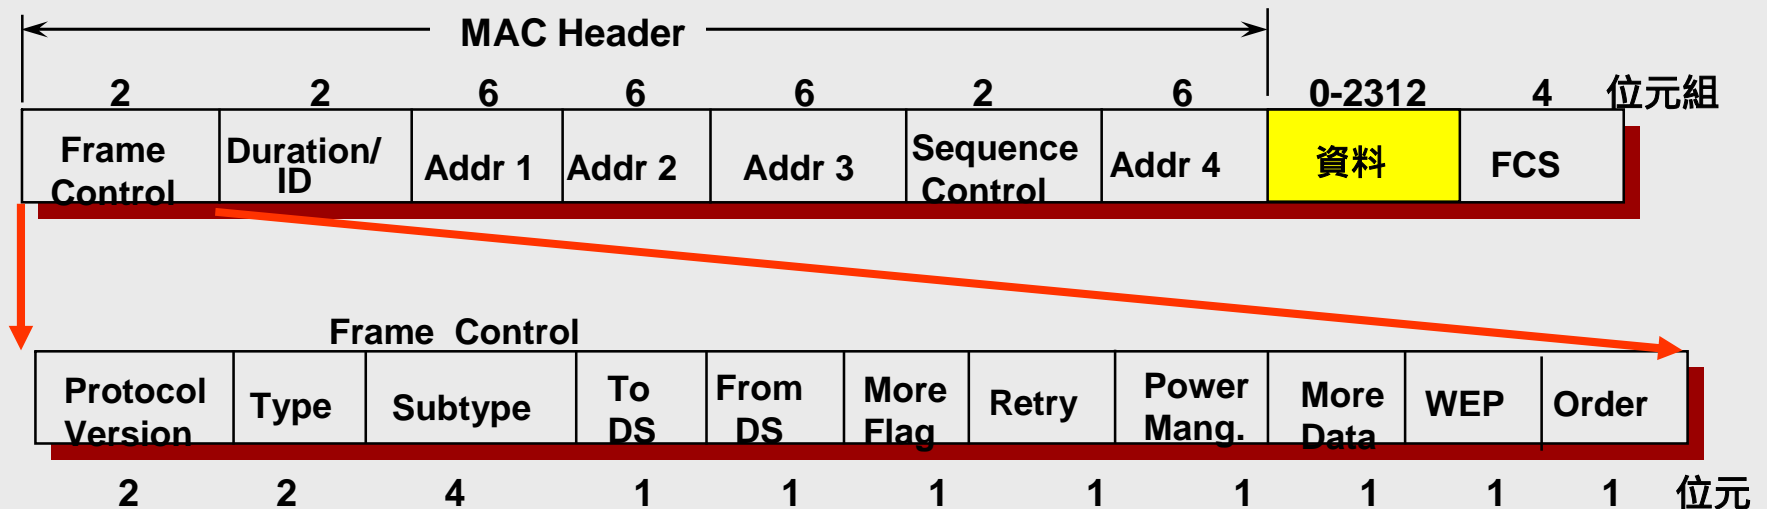 MAC Header
2 2 6 6 6 2 6 0-2312 4 位元組
Frame Control Duration/ID Addr 1 Addr 2 Addr 3 Sequence Control Addr 4 資料 FCS
Frame Control
Protocol Version Type Subtype To DS From DS More Flag Retry Power Mang. More Data WEP Order
2 2 4 1 1 1 1 1 1 1 1 位元